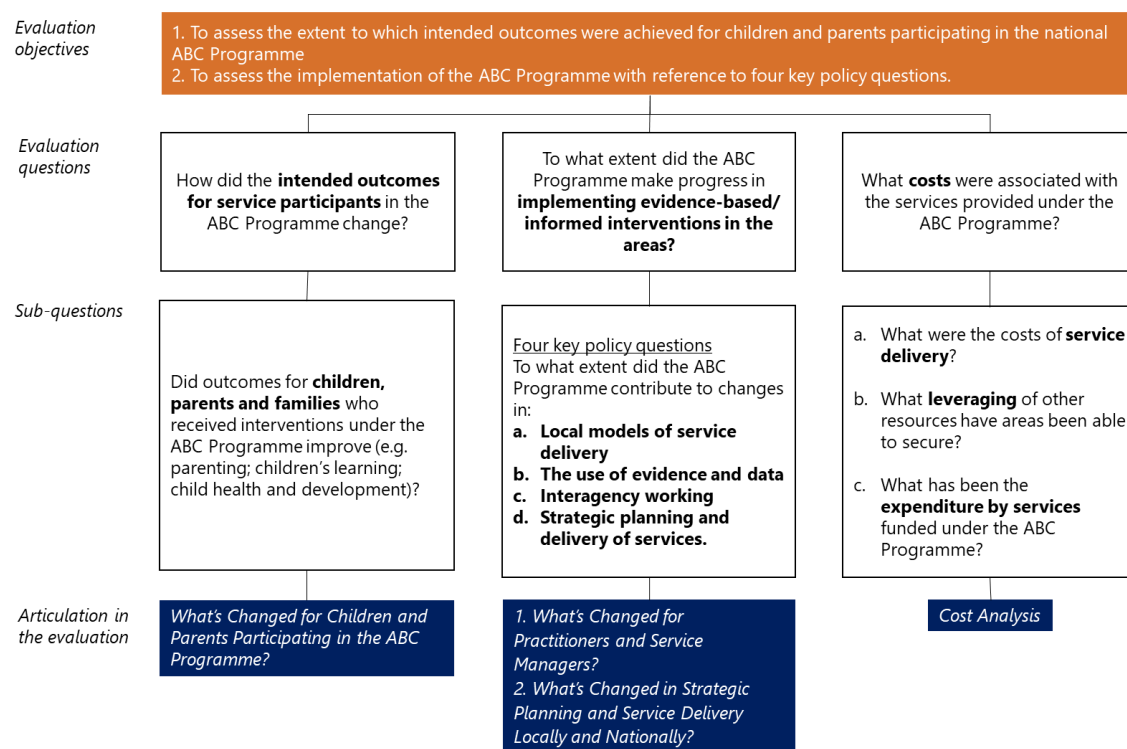 Evaluation
objectives
1. To assess the extent to which intended outcomes were achieved for children and parents participating in the national
ABC Programme
2. To assess the implementation of the ABC Programme with reference to four key policy questions.
Evaluation
questions
How did the intended outcomes
for service participants in the
ABC Programme change?
To what extent did the ABC
Programme make progress in
implementing evidence-based/
informed interventions in the
areas?
What costs were associated with
the services provided under the
ABC Programme?
Sub-questions
Did outcomes for children,
parents and families who
received interventions under the
ABC Programme improve (e.g.
parenting; children's learning;
child health and development)?
Four key policy questions
To what extent did the ABC
Programme contribute to changes
in:
a. Local models of service
delivery
b. The use of evidence and data
c. Interagency working
d. Strategic planning and
delivery of services.
a. What were the costs of service
delivery?
b. What leveraging of other
resources have areas been able
to secure?
c. What has been the
expenditure by services
funded under the ABC
Programme?
Articulation in
the evaluation
What's Changed for Children and
Parents Participating in the ABC
Programme?
1. What's Changed for
Practitioners and Service
Managers?
2. What's Changed in Strategic
Planning and Service Delivery
Locally and Nationally?
Cost Analysis